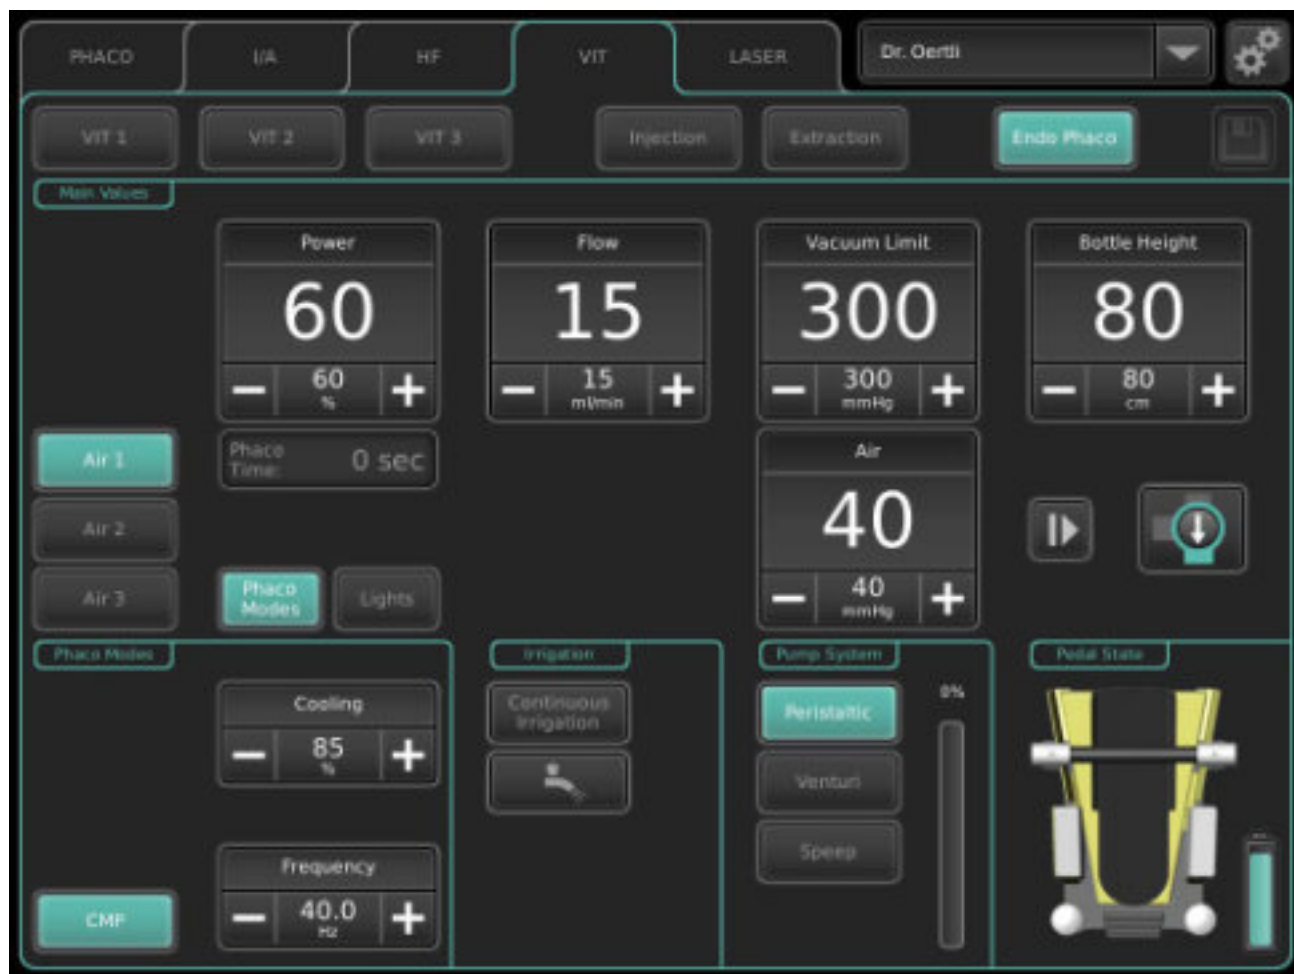 PHACO I/A HF VIT LASER Dr. Oertli
VIT 1 VIT 2 VIT 3 Injection Extraction Endo Phaco
Main Values
Power Flow Vacuum Limit Bottle Height
60 15 300 80
− 60 + − 15 + − 300 + − 80 +
% ml/min mmHg cm
Air 1
Phaco
Time: 0 sec
Air
40
Air 2
Air 3
Phaco
Modes
Lights
− 40 +
mmHg
Phaco Modes Irrigation Pump System Pedal State
Cooling
− 85 +
%
Continuous
Irrigation
Peristaltic
0%
Venturi
Speep
Frequency
− 40.0 +
Hz
CMF